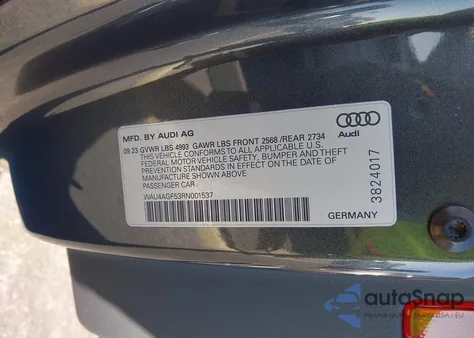 MFD. BY AUDI AG
Audi
09 23 GVWR LBS 4993 GAWR LBS FRONT 2568 /REAR 2734
THIS VEHICLE CONFORMS TO ALL APPLICABLE U.S.
FEDERAL MOTOR VEHICLE SAFETY, BUMPER AND THEFT
PREVENTION STANDARDS IN EFFECT ON THE DATE OF
MANUFACTURE SHOWN ABOVE
PASSENGER CAR
WAU4AGF53RN001537
3824017
GERMANY
autoSnap